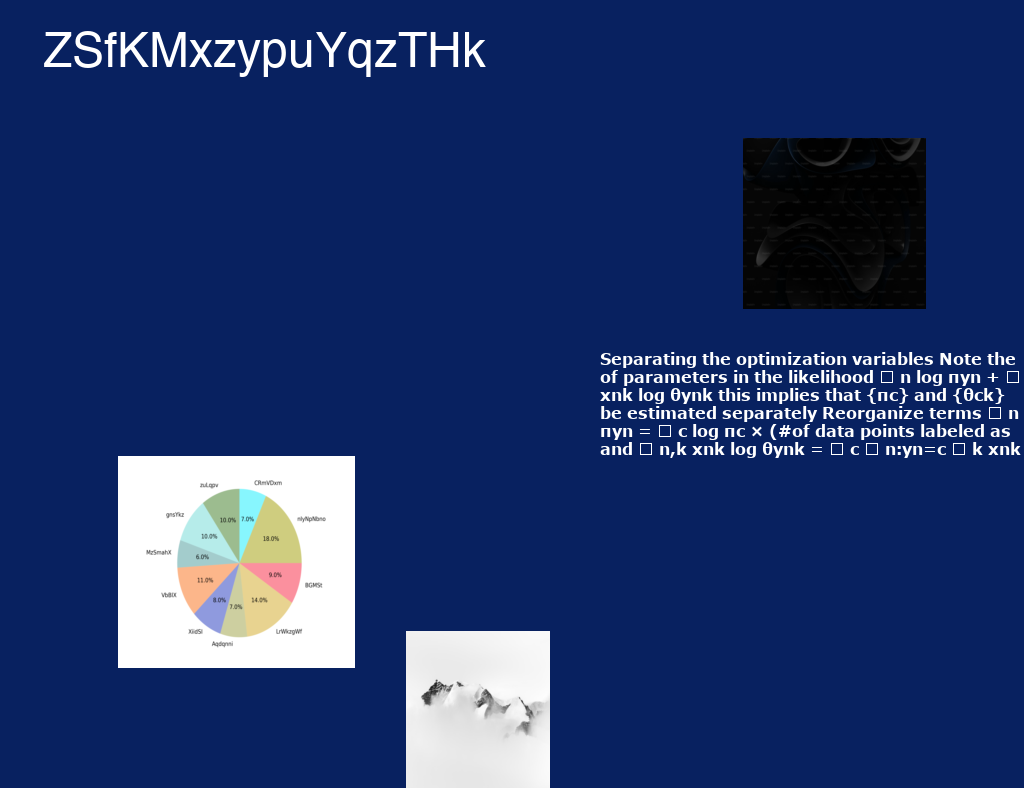 ZSfKMxzypuYqzTHk
Separating the optimization variables Note the
of parameters in the likelihood □ n log πyn + □
xnk log θynk this implies that {πc} and {θck}
be estimated separately Reorganize terms □ n
πyn = □ c log πc × (#of data points labeled as
and □ n,k xnk log θynk = □ c □ n:yn=c □ k xnk
zuLqpv
CRmVDxm
gnsYkz
nlyNpNbno
10.0%
7.0%
10.0%
18.0%
MzSmahX
6.0%
9.0%
11.0%
BGMSt
VbBlX
8.0%
7.0%
14.0%
XiidSl
LrWkzgWf
Aqdqnni